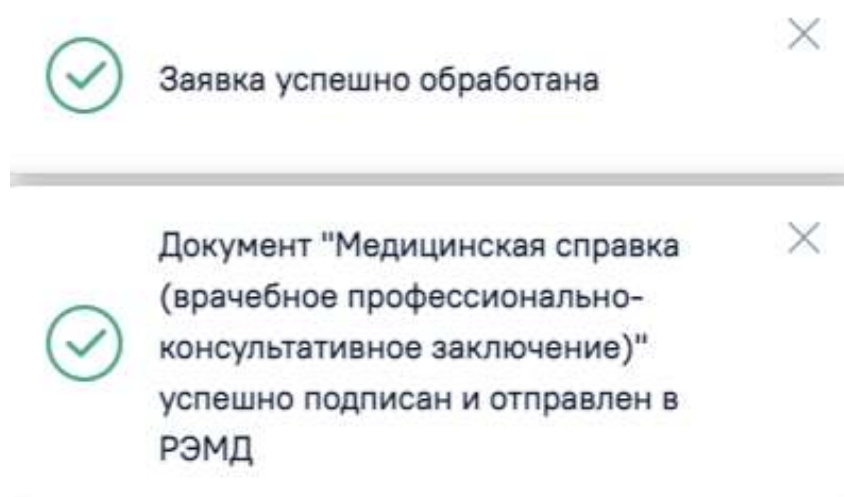 Заявка успешно обработана
Документ "Медицинская справка
(врачебное профессионально-
консультативное заключение)"
успешно подписан и отправлен в
РЭМД